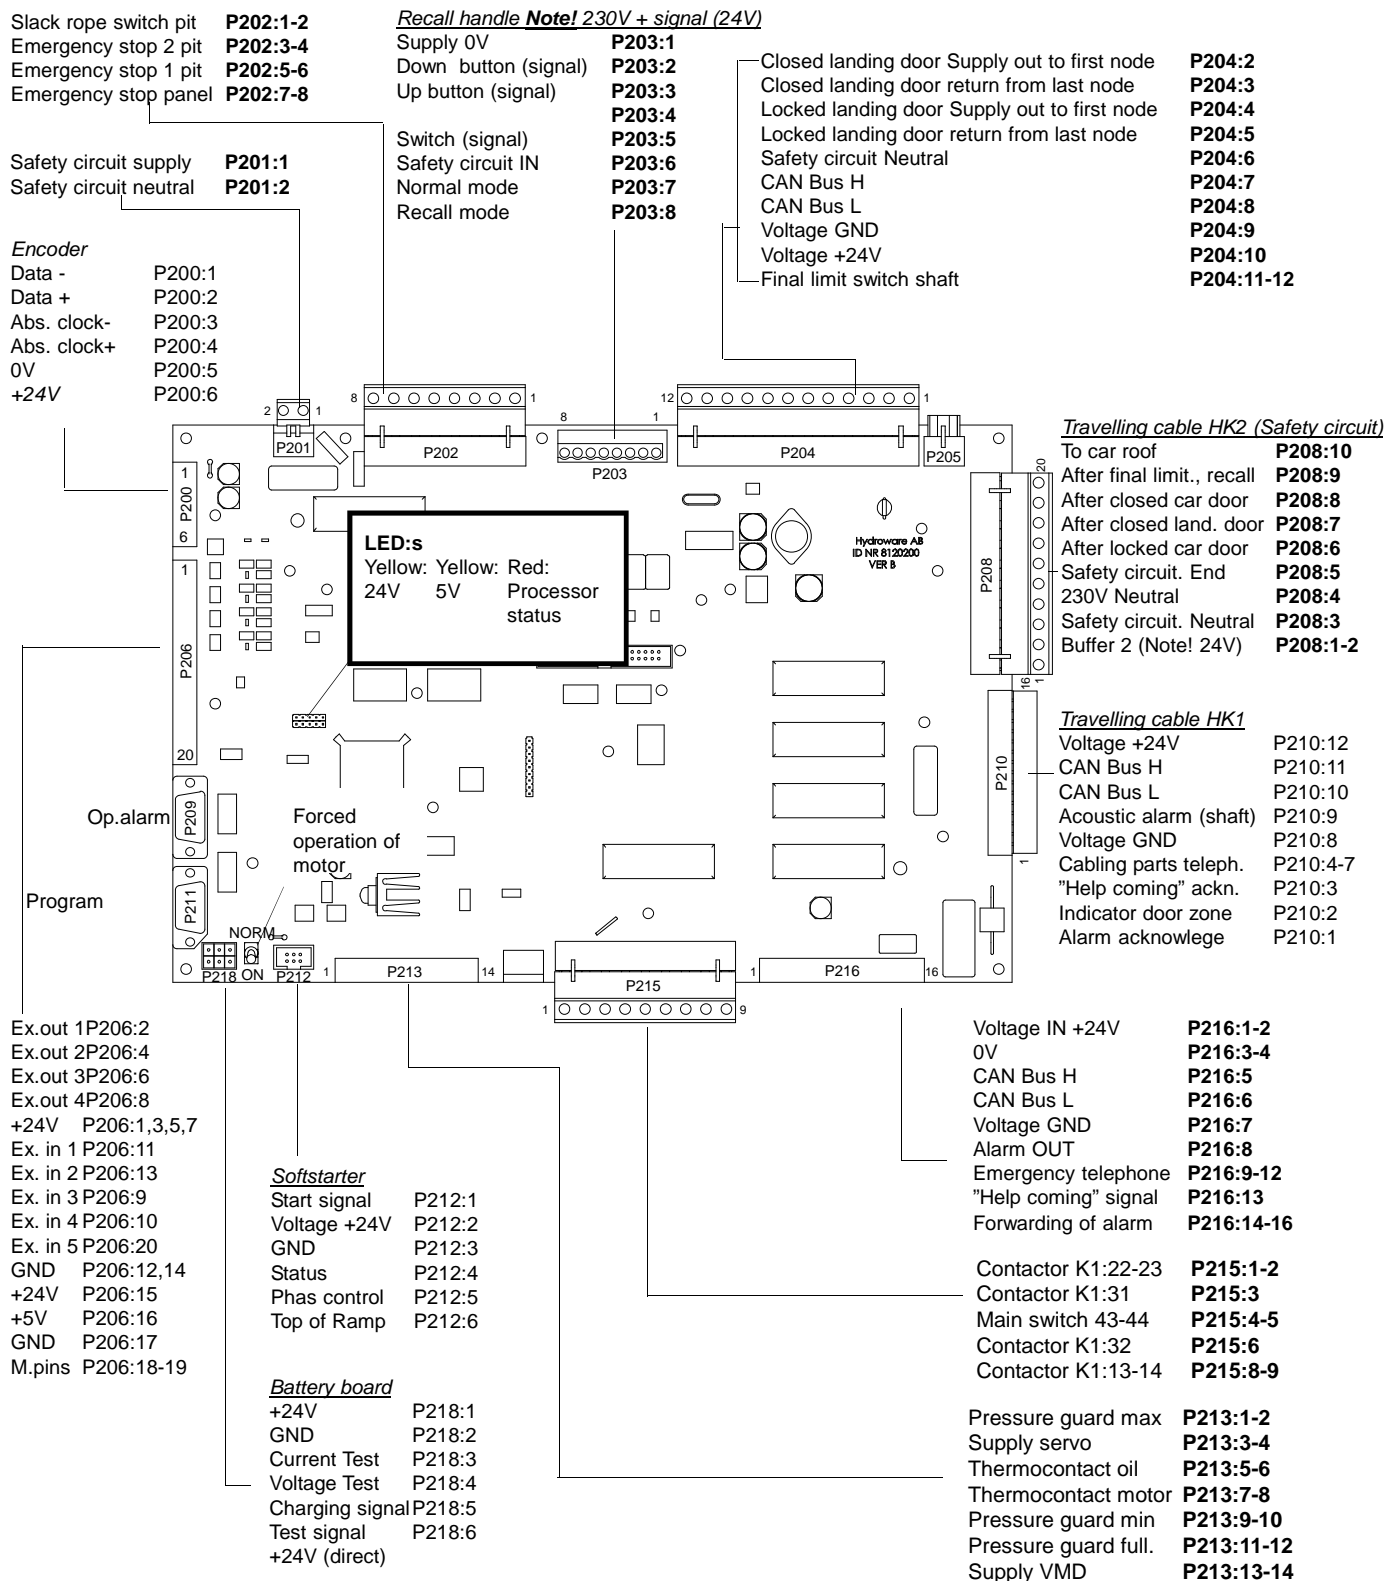 Slack rope switch pit P202:1-2
Emergency stop 2 pit P202:3-4
Emergency stop 1 pit P202:5-6
Emergency stop panel P202:7-8
Safety circuit supply P201:1
Safety circuit neutral P201:2
Encoder
Data - P200:1
Data + P200:2
Abs. clock- P200:3
Abs. clock+ P200:4
0V P200:5
+24V P200:6
Recall handle Note! 230V + signal (24V)
Supply 0V P203:1
Down button (signal) P203:2
Up button (signal) P203:3
P203:4
Switch (signal) P203:5
Safety circuit IN P203:6
Normal mode P203:7
Recall mode P203:8
Closed landing door Supply out to first node P204:2
Closed landing door return from last node P204:3
Locked landing door Supply out to first node P204:4
Locked landing door return from last node P204:5
Safety circuit Neutral P204:6
CAN Bus H P204:7
CAN Bus L P204:8
Voltage GND P204:9
Voltage +24V P204:10
Final limit switch shaft P204:11-12
2 1
P201
8 1
P202
8 1
P203
12 1
P204
P205
1
P200
6
1
P206
20
LED:s
Yellow: Yellow: Red:
24V 5V Processor
status
Hydroware AB
ID NR 8120200
VER B
20
P208
1
16
P210
1
Travelling cable HK2 (Safety circuit)
To car roof P208:10
After final limit., recall P208:9
After closed car door P208:8
After closed land. door P208:7
After locked car door P208:6
Safety circuit. End P208:5
230V Neutral P208:4
Safety circuit. Neutral P208:3
Buffer 2 (Note! 24V) P208:1-2
Travelling cable HK1
Voltage +24V P210:12
CAN Bus H P210:11
CAN Bus L P210:10
Acoustic alarm (shaft) P210:9
Voltage GND P210:8
Cabling parts teleph. P210:4-7
”Help coming” ackn. P210:3
Indicator door zone P210:2
Alarm acknowlege P210:1
Op.alarm
P209
Forced
operation of
motor
Program
P211
NORM
P218 ON P212
1 P213 14
P215
1 9
1 P216 16
Ex.out 1P206:2
Ex.out 2P206:4
Ex.out 3P206:6
Ex.out 4P206:8
+24V P206:1,3,5,7
Ex. in 1 P206:11
Ex. in 2 P206:13
Ex. in 3 P206:9
Ex. in 4 P206:10
Ex. in 5 P206:20
GND P206:12,14
+24V P206:15
+5V P206:16
GND P206:17
M.pins P206:18-19
Softstarter
Start signal P212:1
Voltage +24V P212:2
GND P212:3
Status P212:4
Phas control P212:5
Top of Ramp P212:6
Battery board
+24V P218:1
GND P218:2
Current Test P218:3
Voltage Test P218:4
Charging signal P218:5
Test signal P218:6
+24V (direct)
Voltage IN +24V P216:1-2
0V P216:3-4
CAN Bus H P216:5
CAN Bus L P216:6
Voltage GND P216:7
Alarm OUT P216:8
Emergency telephone P216:9-12
”Help coming” signal P216:13
Forwarding of alarm P216:14-16
Contactor K1:22-23 P215:1-2
Contactor K1:31 P215:3
Main switch 43-44 P215:4-5
Contactor K1:32 P215:6
Contactor K1:13-14 P215:8-9
Pressure guard max P213:1-2
Supply servo P213:3-4
Thermocontact oil P213:5-6
Thermocontact motor P213:7-8
Pressure guard min P213:9-10
Pressure guard full. P213:11-12
Supply VMD P213:13-14